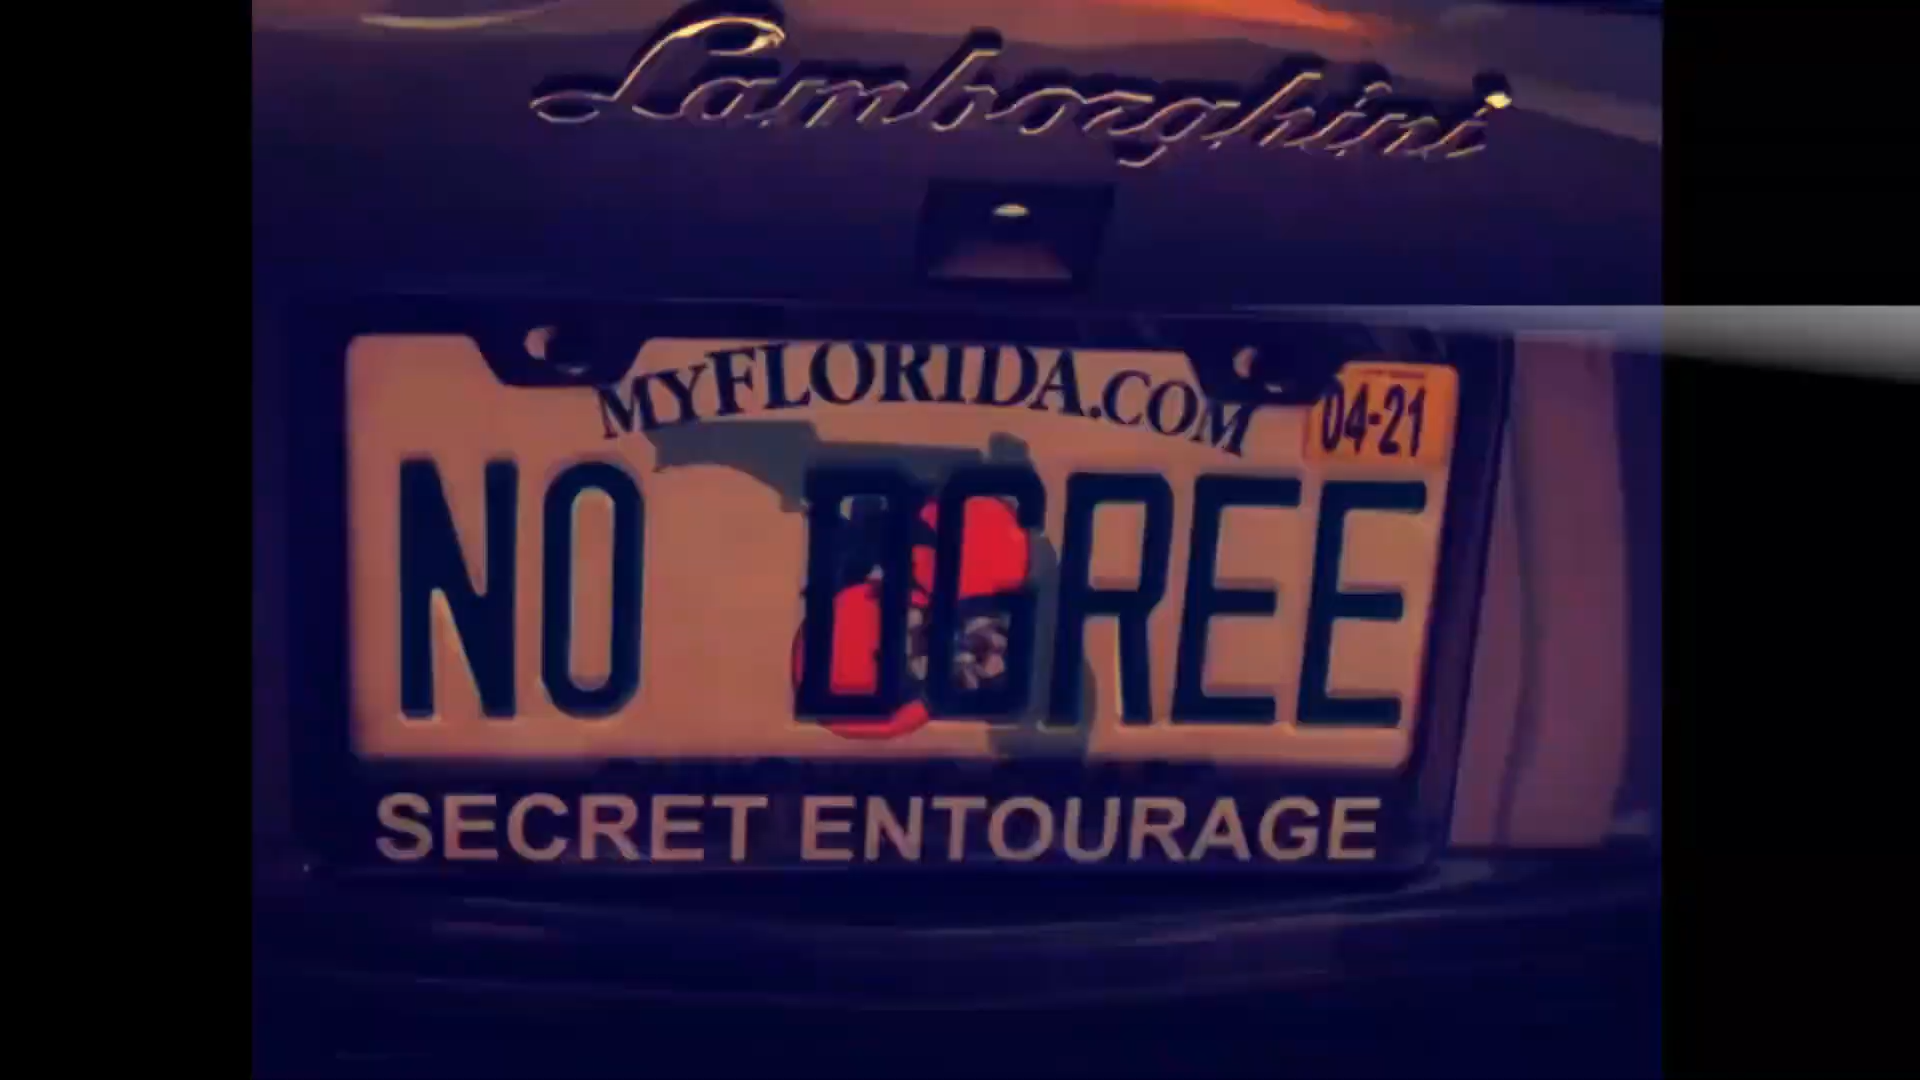 Lamborghini
MYFLORIDA.COM
04-21
NO DGREE
SECRET ENTOURAGE